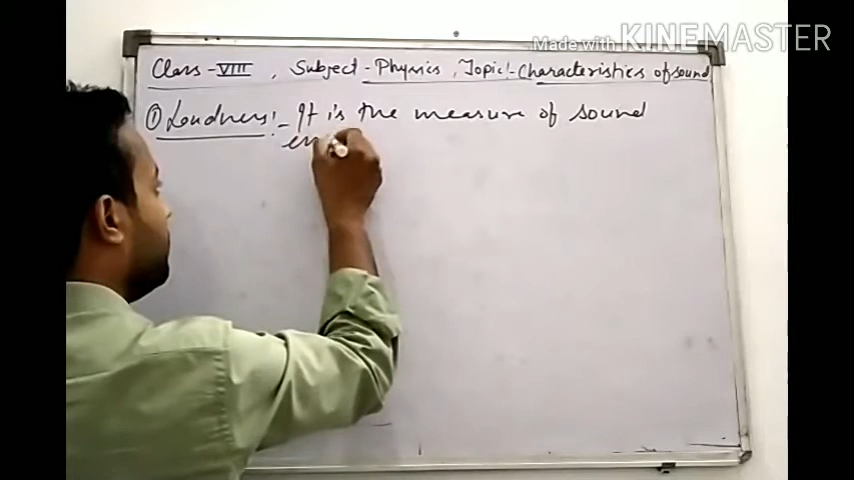 Made with KINEMASTER
Class - VIII , Subject - Physics , Topic :- Characteristics of sound
① Loudness :- It is the measure of sound
en